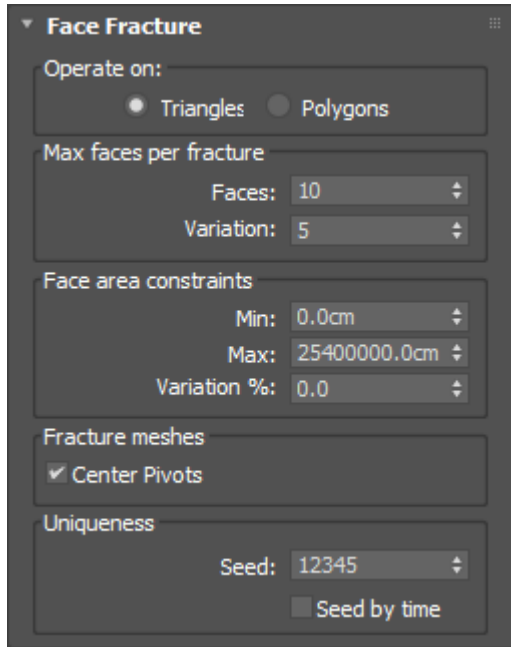 Face Fracture
Operate on:
Triangles Polygons
Max faces per fracture
Faces: 10
Variation: 5
Face area constraints
Min: 0.0cm
Max: 25400000.0cm
Variation %: 0.0
Fracture meshes
Center Pivots
Uniqueness
Seed: 12345
Seed by time